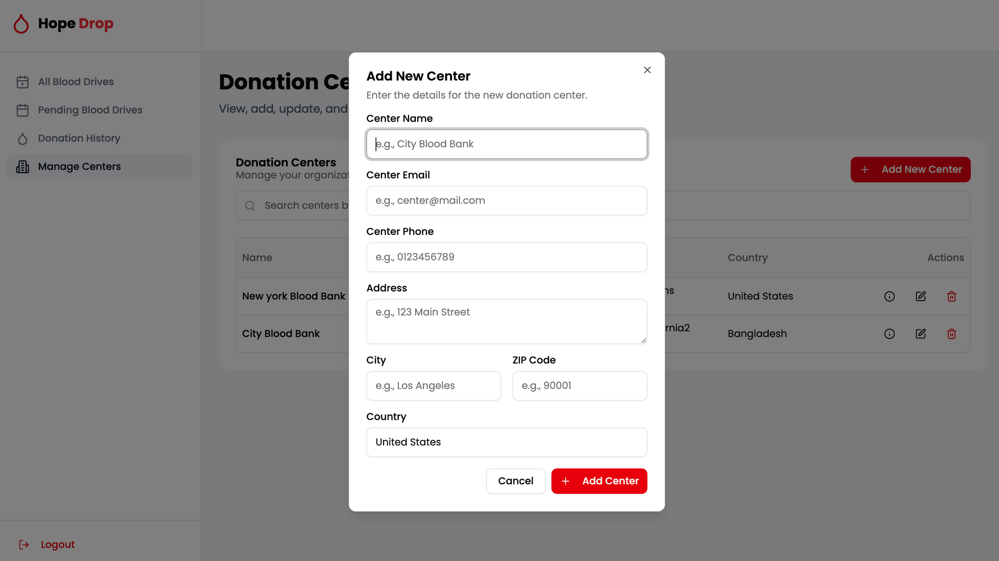 Hope Drop
All Blood Drives
Pending Blood Drives
Donation History
Manage Centers
Logout
Donation Ce
View, add, update, and
Donation Centers
Manage your organizat
Add New Center
Search centers b
Name
Country
Actions
New york Blood Bank
ns
United States
City Blood Bank
rnia2
Bangladesh
Add New Center
Enter the details for the new donation center.
Center Name
e.g., City Blood Bank
Center Email
e.g., center@mail.com
Center Phone
e.g., 0123456789
Address
e.g., 123 Main Street
City
ZIP Code
e.g., Los Angeles
e.g., 90001
Country
United States
Cancel
Add Center